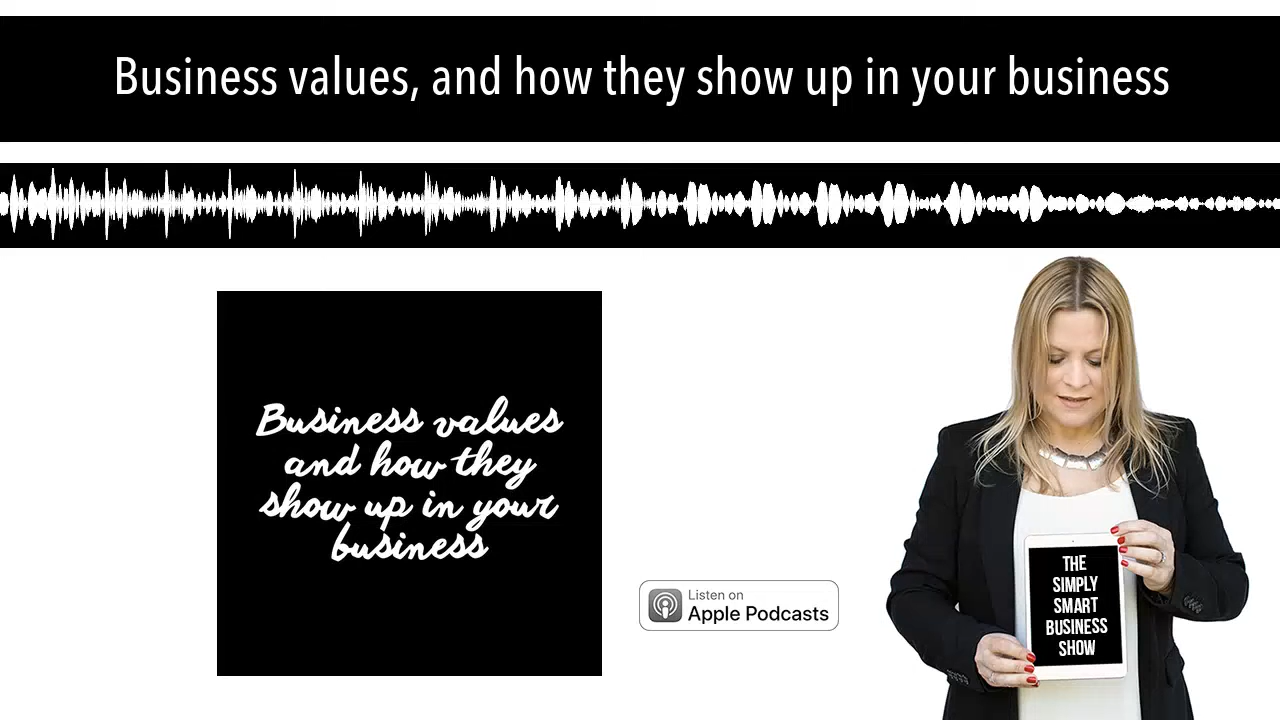 Business values, and how they show up in your business
Business values
and how they
show up in your
business
Listen on
Apple Podcasts
THE
SIMPLY
SMART
BUSINESS
SHOW